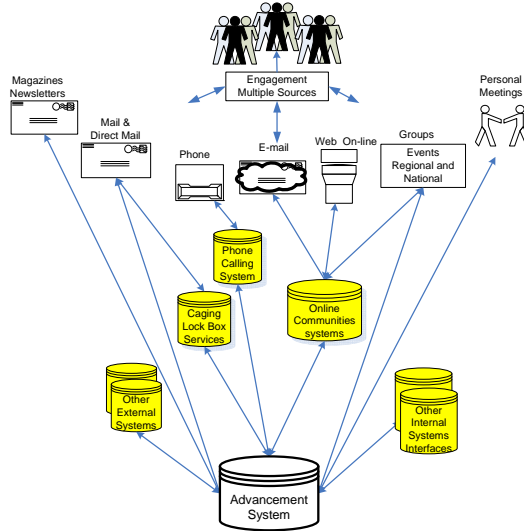 Engagement
Multiple Sources
Magazines
Newsletters
Mail &
Direct Mail
Phone
E-mail
Web On-line
Groups
Events
Regional and
National
Personal
Meetings
Phone
Calling
System
Caging
Lock Box
Services
Online
Communities
systems
Other
External
Systems
Other
Internal
Systems
Interfaces
Advancement
System